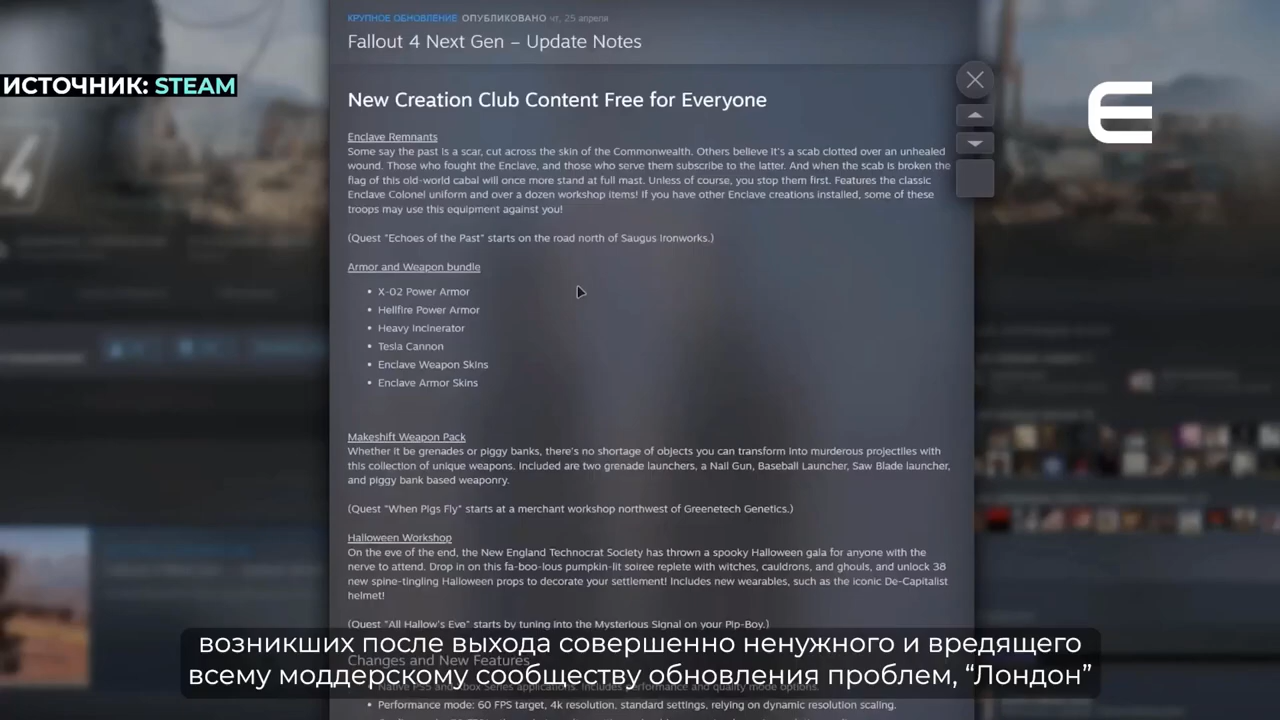 КРУПНОЕ ОБНОВЛЕНИЕ ОПУБЛИКОВАНО чт, 25 апреля
Fallout 4 Next Gen – Update Notes
ИСТОЧНИК: STEAM
New Creation Club Content Free for Everyone
Enclave Remnants
Some say the past is a scar, cut across the skin of the Commonwealth. Others believe it's a scab clotted over an unhealed
wound. Those who fought the Enclave, and those who serve them subscribe to the latter. And when the scab is broken the
flag of this old-world cabal will once more stand at full mast. Unless of course, you stop them first. Features the classic
Enclave Colonel uniform and over a dozen workshop items! If you have other Enclave creations installed, some of these
troops may use this equipment against you!
(Quest "Echoes of the Past" starts on the road north of Saugus Ironworks.)
Armor and Weapon bundle
• X-02 Power Armor
• Hellfire Power Armor
• Heavy Incinerator
• Tesla Cannon
• Enclave Weapon Skins
• Enclave Armor Skins
Makeshift Weapon Pack
Whether it be grenades or piggy banks, there's no shortage of objects you can transform into murderous projectiles with
this collection of unique weapons. Included are two grenade launchers, a Nail Gun, Baseball Launcher, Saw Blade launcher,
and piggy bank based weaponry.
(Quest "When Pigs Fly" starts at a merchant workshop northwest of Greenetech Genetics.)
Halloween Workshop
On the eve of the end, the New England Technocrat Society has thrown a spooky Halloween gala for anyone with the
nerve to attend. Drop in on this fa-boo-lous pumpkin-lit soiree replete with witches, cauldrons, and ghouls, and unlock 38
new spine-tingling Halloween props to decorate your settlement! Includes new wearables, such as the iconic De-Capitalist
helmet!
(Quest "All Hallow's Eve" starts by tuning into the Mysterious Signal on your Pip-Boy.)
возникших после выхода совершенно ненужного и вредящего
Changes and New Features
всему моддерскому сообществу обновления проблем, “Лондон”
• Native PS5 and Xbox Series applications. Includes performance and quality mode options.
• Performance mode: 60 FPS target, 4k resolution, standard settings, relying on dynamic resolution scaling.